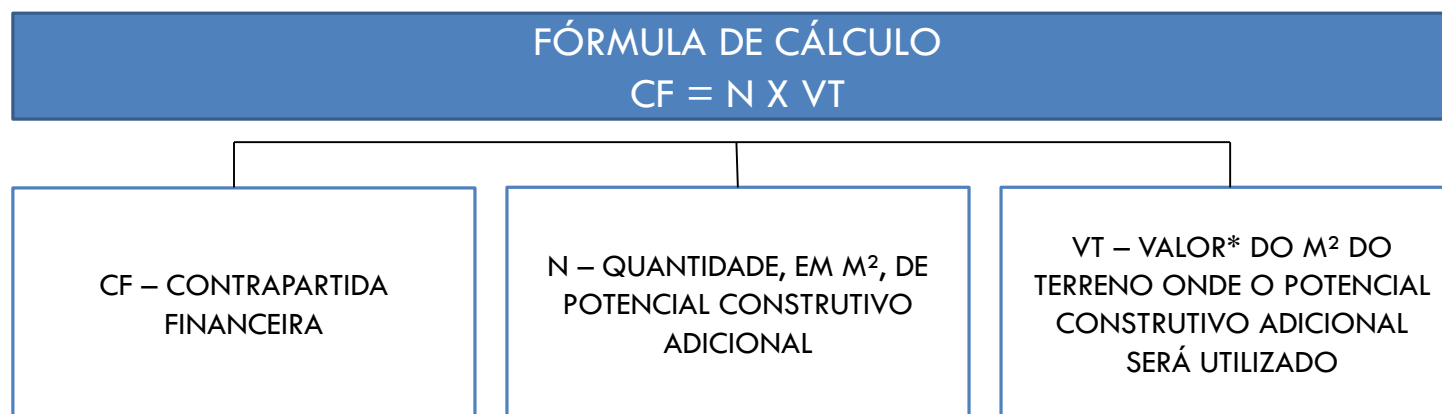 FÓRMULA DE CÁLCULO
CF = N X VT
CF – CONTRAPARTIDA
FINANCEIRA
N – QUANTIDADE, EM M², DE
POTENCIAL CONSTRUTIVO
ADICIONAL
VT – VALOR* DO M² DO
TERRENO ONDE O POTENCIAL
CONSTRUTIVO ADICIONAL
SERÁ UTILIZADO